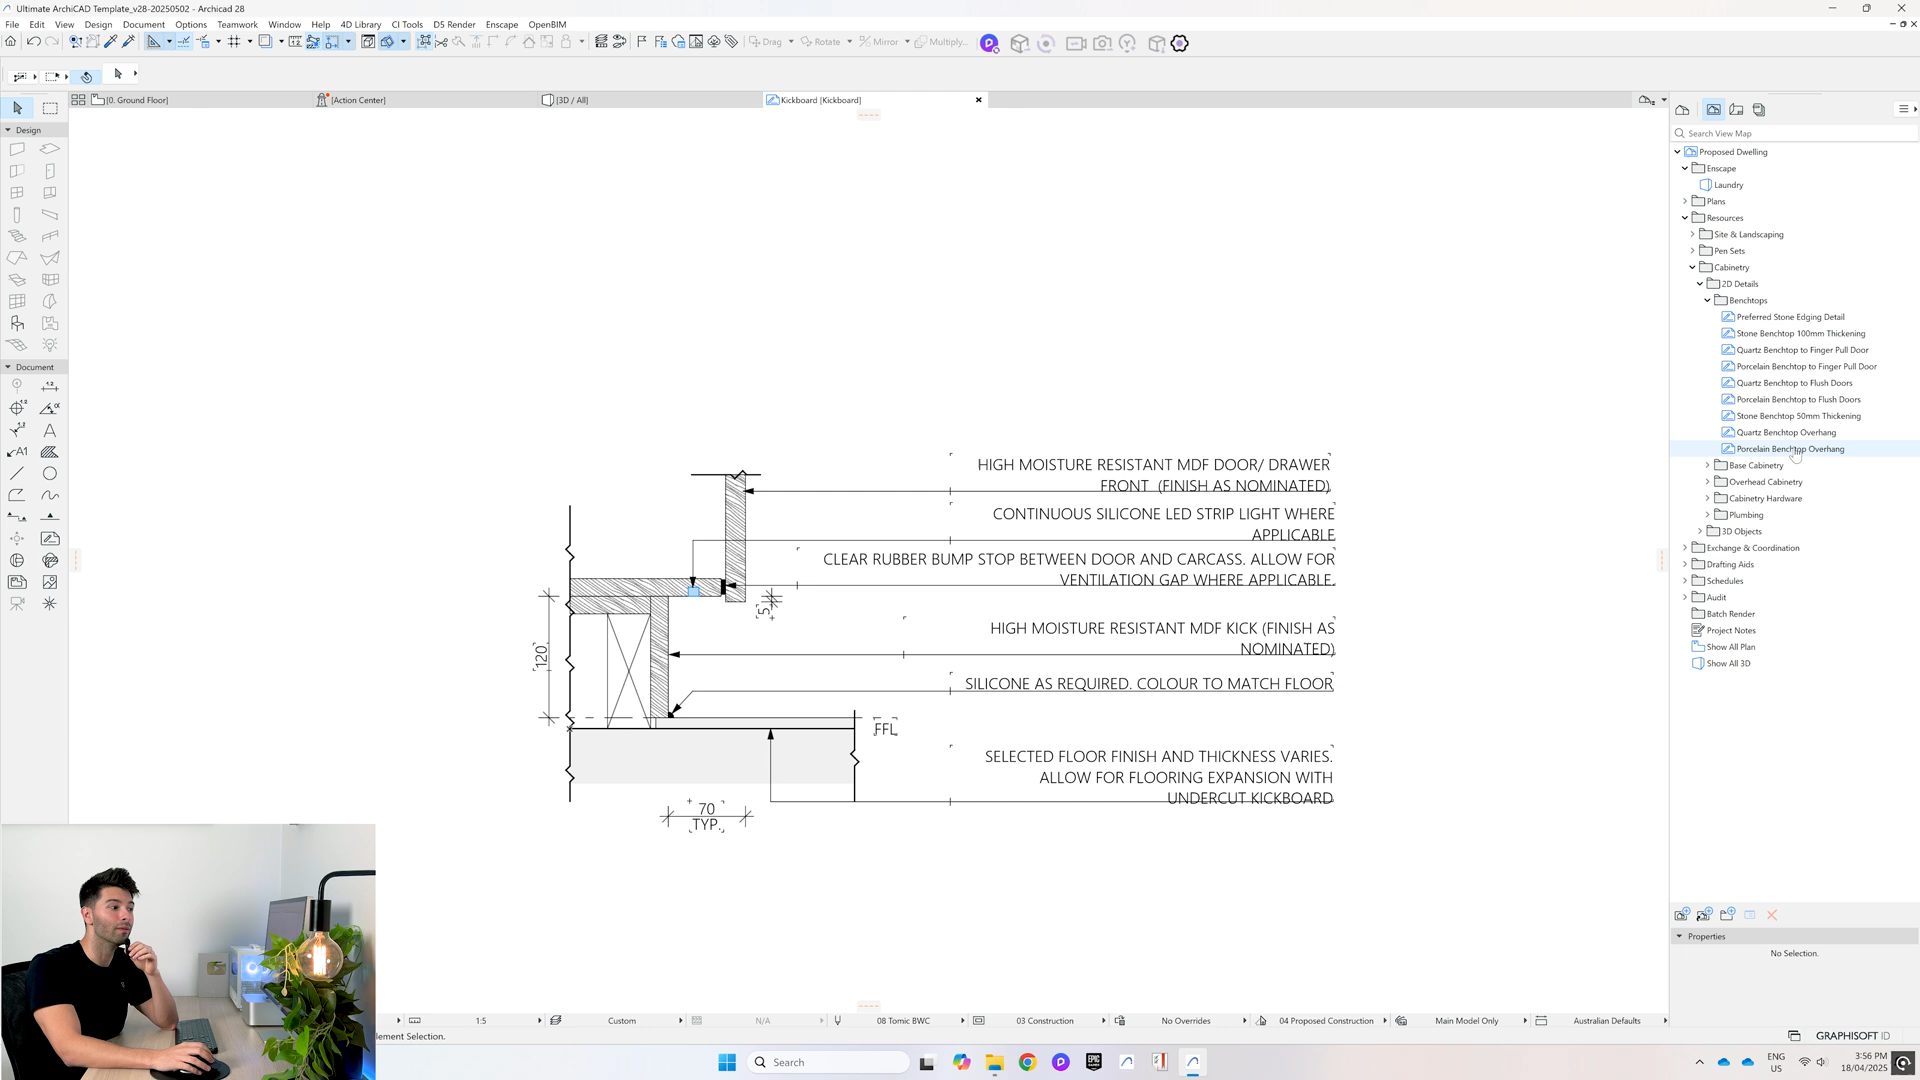 Ultimate ArchiCAD Template_v28-20250502 - Archicad 28
File Edit View Design Document Options Teamwork Window Help 4D Library CI Tools D5 Render Enscape OpenBIM
Drag Rotate Mirror Multiply...
[0. Ground Floor] [Action Center] [3D / All] Kickboard [Kickboard]
Design
Document
HIGH MOISTURE RESISTANT MDF DOOR/ DRAWER
FRONT (FINISH AS NOMINATED)
CONTINUOUS SILICONE LED STRIP LIGHT WHERE
APPLICABLE
CLEAR RUBBER BUMP STOP BETWEEN DOOR AND CARCASS. ALLOW FOR
VENTILATION GAP WHERE APPLICABLE.
5
120
HIGH MOISTURE RESISTANT MDF KICK (FINISH AS
NOMINATED)
SILICONE AS REQUIRED. COLOUR TO MATCH FLOOR
FFL
SELECTED FLOOR FINISH AND THICKNESS VARIES.
ALLOW FOR FLOORING EXPANSION WITH
UNDERCUT KICKBOARD
70
TYP.
Search View Map
Proposed Dwelling
Enscape
Laundry
Plans
Resources
Site & Landscaping
Pen Sets
Cabinetry
2D Details
Benchtops
Preferred Stone Edging Detail
Stone Benchtop 100mm Thickening
Quartz Benchtop to Finger Pull Door
Porcelain Benchtop to Finger Pull Door
Quartz Benchtop to Flush Doors
Porcelain Benchtop to Flush Doors
Stone Benchtop 50mm Thickening
Quartz Benchtop Overhang
Porcelain Benchtop Overhang
Base Cabinetry
Overhead Cabinetry
Cabinetry Hardware
Plumbing
3D Objects
Exchange & Coordination
Drafting Aids
Schedules
Audit
Batch Render
Project Notes
Show All Plan
Show All 3D
Properties
No Selection.
1:5 Custom N/A 08 Tomic BWC 03 Construction No Overrides 04 Proposed Construction Main Model Only Australian Defaults
lement Selection.
GRAPHISOFT ID
Search
ENG
US
3:56 PM
18/04/2025